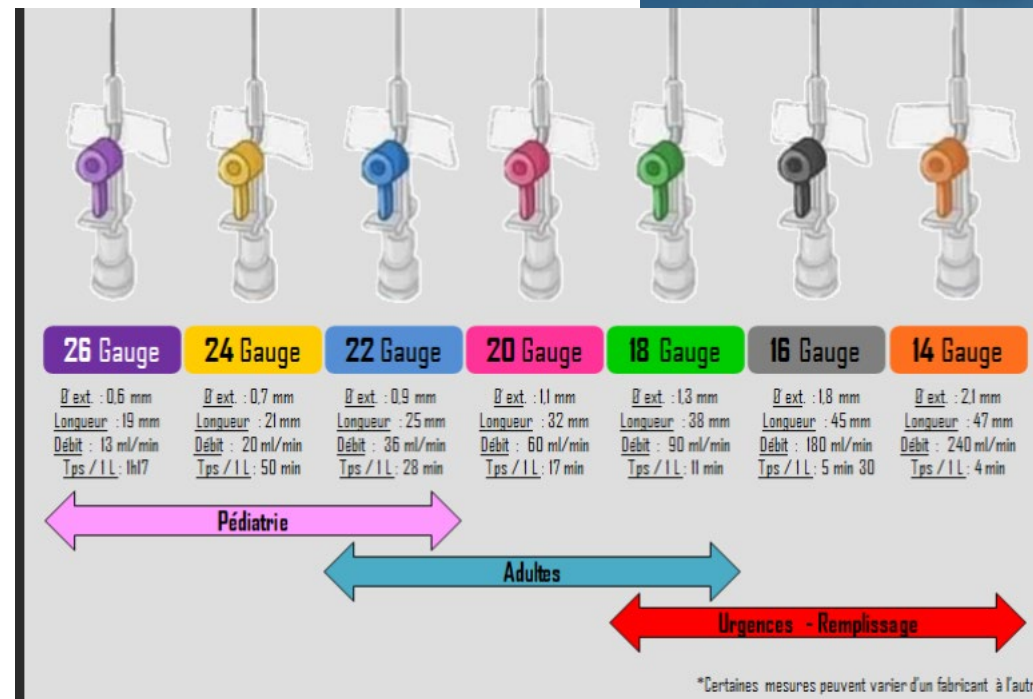 26 Gauge
Ø ext. : 0,6 mm
Longueur : 19 mm
Débit : 13 ml/min
Tps / 1 L : 1h17
24 Gauge
Ø ext. : 0,7 mm
Longueur : 21 mm
Débit : 20 ml/min
Tps / 1 L : 50 min
22 Gauge
Ø ext. : 0,9 mm
Longueur : 25 mm
Débit : 36 ml/min
Tps / 1 L : 28 min
20 Gauge
Ø ext. : 1,1 mm
Longueur : 32 mm
Débit : 60 ml/min
Tps / 1 L : 17 min
18 Gauge
Ø ext. : 1,3 mm
Longueur : 38 mm
Débit : 90 ml/min
Tps / 1 L : 11 min
16 Gauge
Ø ext. : 1,8 mm
Longueur : 45 mm
Débit : 180 ml/min
Tps / 1 L : 5 min 30
14 Gauge
Ø ext. : 2,1 mm
Longueur : 47 mm
Débit : 240 ml/min
Tps / 1 L : 4 min
Pédiatrie
Adultes
Urgences - Remplissage
*Certaines mesures peuvent varier d'un fabricant à l'autr